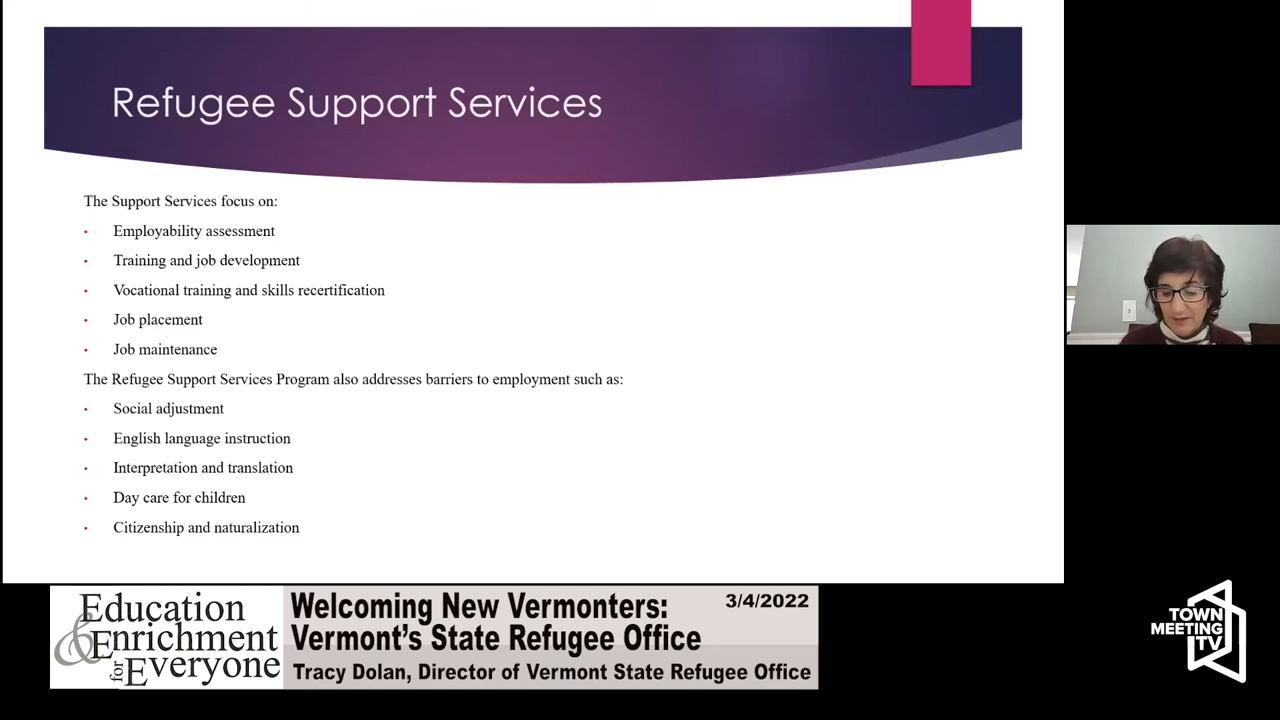 Refugee Support Services
The Support Services focus on:
• Employability assessment
• Training and job development
• Vocational training and skills recertification
• Job placement
• Job maintenance
The Refugee Support Services Program also addresses barriers to employment such as:
• Social adjustment
• English language instruction
• Interpretation and translation
• Day care for children
• Citizenship and naturalization
Education
& Enrichment
for Everyone
Welcoming New Vermonters:
3/4/2022
Vermont's State Refugee Office
Tracy Dolan, Director of Vermont State Refugee Office
TOWN
MEETING
TV